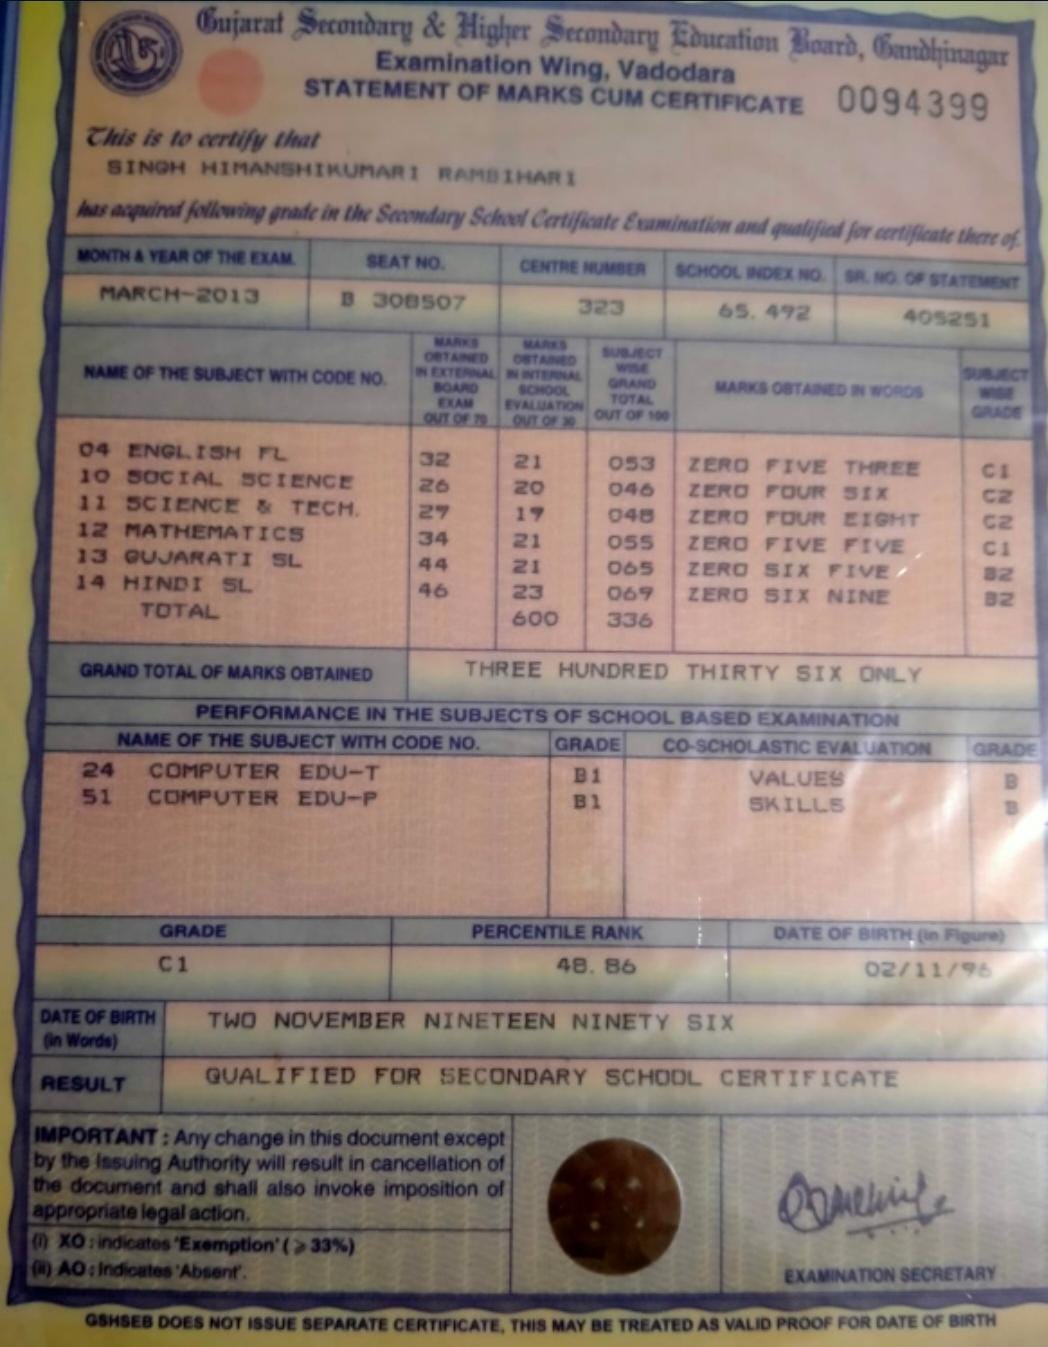 Gujarat Secondary & Higher Secondary Education Board, Gandhinagar
Examination Wing, Vadodara
STATEMENT OF MARKS CUM CERTIFICATE 0094399
This is to certify that
SINGH HIMANSHIKUMARI RAMBIHARI
has acquired following grade in the Secondary School Certificate Examination and qualified for certificate there of.
MONTH & YEAR OF THE EXAM. SEAT NO. CENTRE NUMBER SCHOOL INDEX NO. SR. NO. OF STATEMENT
MARCH-2013 B 308507 323 65.492 405251
NAME OF THE SUBJECT WITH CODE NO. MARKS OBTAINED IN EXTERNAL BOARD EXAM OUT OF 70 MARKS OBTAINED IN INTERNAL SCHOOL EVALUATION OUT OF 30 SUBJECT WISE GRAND TOTAL OUT OF 100 MARKS OBTAINED IN WORDS SUBJECT WISE GRADE
04 ENGLISH FL 32 21 053 ZERO FIVE THREE C1
10 SOCIAL SCIENCE 26 20 046 ZERO FOUR SIX C2
11 SCIENCE & TECH. 29 19 048 ZERO FOUR EIGHT C2
12 MATHEMATICS 34 21 055 ZERO FIVE FIVE C1
13 GUJARATI SL 44 21 065 ZERO SIX FIVE B2
14 HINDI SL 46 23 069 ZERO SIX NINE B2
TOTAL 600 336
GRAND TOTAL OF MARKS OBTAINED THREE HUNDRED THIRTY SIX ONLY
PERFORMANCE IN THE SUBJECTS OF SCHOOL BASED EXAMINATION
NAME OF THE SUBJECT WITH CODE NO. GRADE CO-SCHOLASTIC EVALUATION GRADE
24 COMPUTER EDU-T B1 VALUES B
51 COMPUTER EDU-P B1 SKILLS B
GRADE PERCENTILE RANK DATE OF BIRTH (in Figure)
C1 48.86 02/11/96
DATE OF BIRTH (in Words) TWO NOVEMBER NINETEEN NINETY SIX
RESULT QUALIFIED FOR SECONDARY SCHOOL CERTIFICATE
IMPORTANT : Any change in this document except
by the Issuing Authority will result in cancellation of
the document and shall also invoke imposition of
appropriate legal action.
(i) XO : indicates 'Exemption' ( ⩾ 33%)
(ii) AO : Indicates 'Absent'.
EXAMINATION SECRETARY
GSHSEB DOES NOT ISSUE SEPARATE CERTIFICATE, THIS MAY BE TREATED AS VALID PROOF FOR DATE OF BIRTH